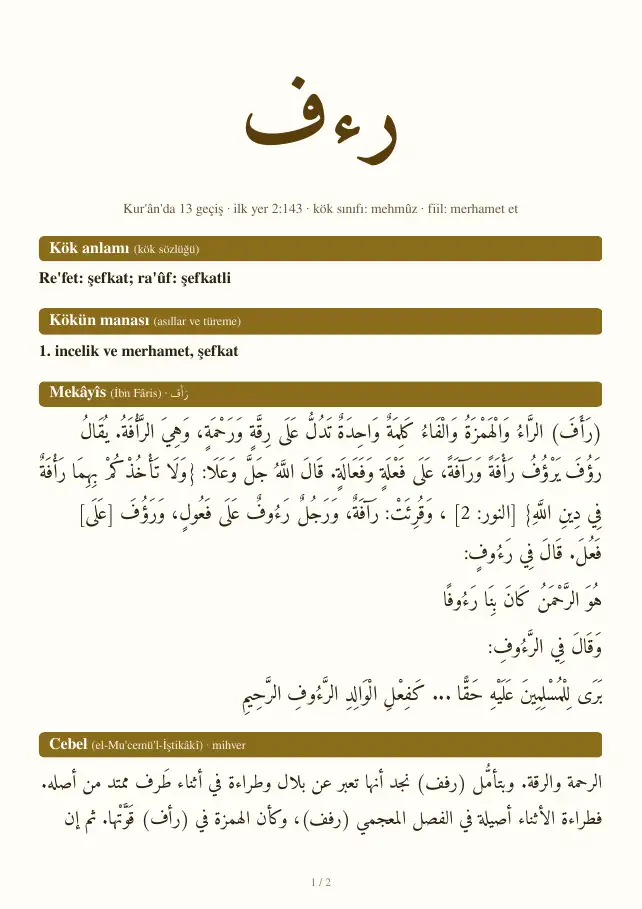 رءف
Kur'ân'da 13 geçiş · ilk yer 2:143 · kök sınıfı: mehmûz · fiil: merhamet et
Kök anlamı (kök sözlüğü)
Re'fet: şefkat; ra'ûf: şefkatli
Kökün manası (asıllar ve türeme)
1. incelik ve merhamet, şefkat
Mekâyîs (İbn Fâris) · رَأَفَ
(رَأَفَ) الرَّاءُ وَالْهَمْزَةُ وَالْفَاءُ كَلِمَةٌ وَاحِدَةٌ تَدُلُّ عَلَى رِقَّةٍ وَرَحْمَةٍ، وَهِيَ الرَّأْفَةُ. يُقَالُ
رَؤُفَ يَرْؤُفُ رَأْفَةً وَرَآفَةً، عَلَى فَعْلَةٍ وَفَعَالَةٍ. قَالَ اللَّهُ جَلَّ وَعَلَا: {وَلَا تَأْخُذْكُمْ بِهِمَا رَأْفَةٌ
فِي دِينِ اللَّهِ} [النور: 2] ، وَقُرِئَتْ: رَآفَةٌ، وَرَجُلٌ رَءُوفٌ عَلَى فَعُولٍ، وَرَؤُفَ [عَلَى]
فَعُلَ. قَالَ فِي رَءُوفٍ:
هُوَ الرَّحْمَنُ كَانَ بِنَا رَءُوفًا
وَقَالَ فِي الرَّءُوفِ:
بَرَى لِلْمُسْلِمِينَ عَلَيْهِ حَقًّا ... كَفِعْلِ الْوَالِدِ الرَّءُوفِ الرَّحِيمِ
Cebel (el-Mu'cemü'l-İştikâkî) · mihver
الرحمة والرقة. وبتأمُّل (رفف) نجد أنها تعبر عن بلال وطراءة في أثناء طَرف ممتد من أصله.
فطراءة الأثناء أصيلة في الفصل المعجمي (رفف)، وكأن الهمزة في (رأف) قَوَّتْها. ثم إن
1 / 2